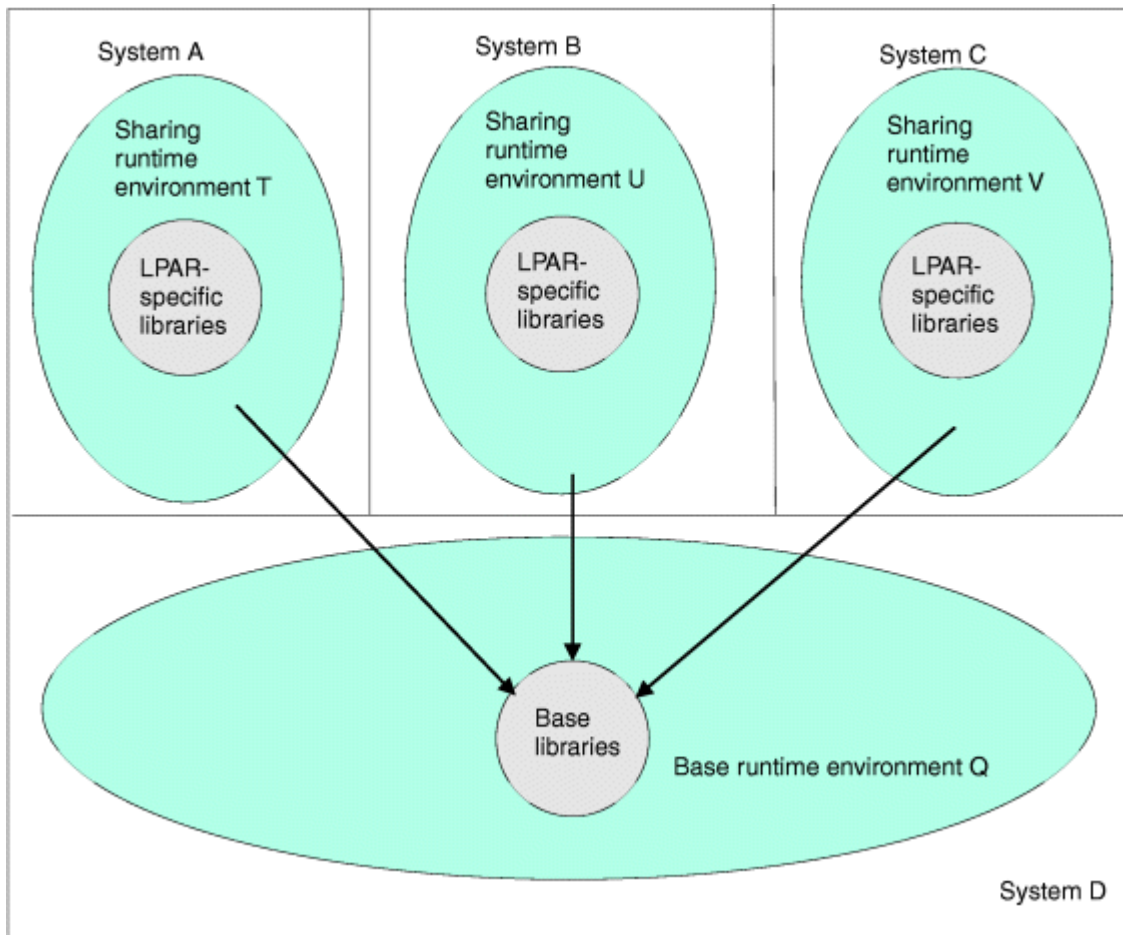 System A
Sharing
runtime
environment T
LPAR-
specific
libraries
System B
Sharing
runtime
environment U
LPAR-
specific
libraries
System C
Sharing
runtime
environment V
LPAR-
specific
libraries
Base
libraries
Base runtime environment Q
System D